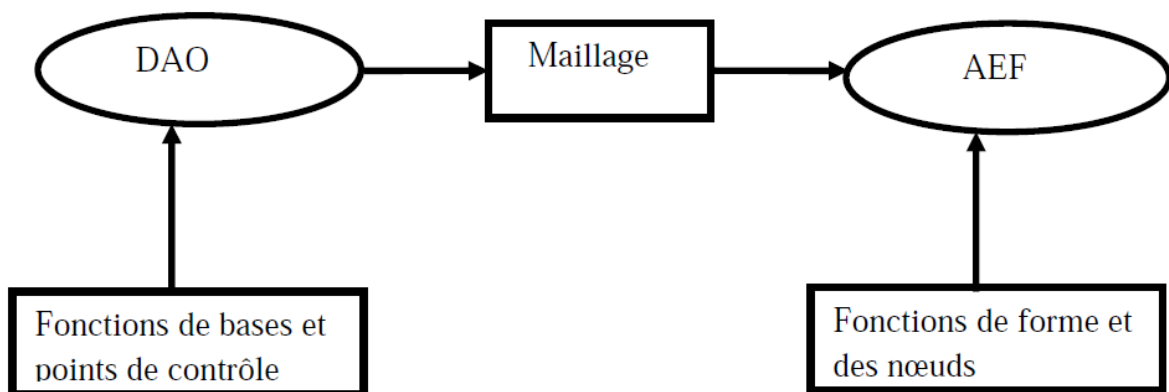 DAO
Maillage
AEF
Fonctions de bases et
points de contrôle
Fonctions de forme et
des nœuds